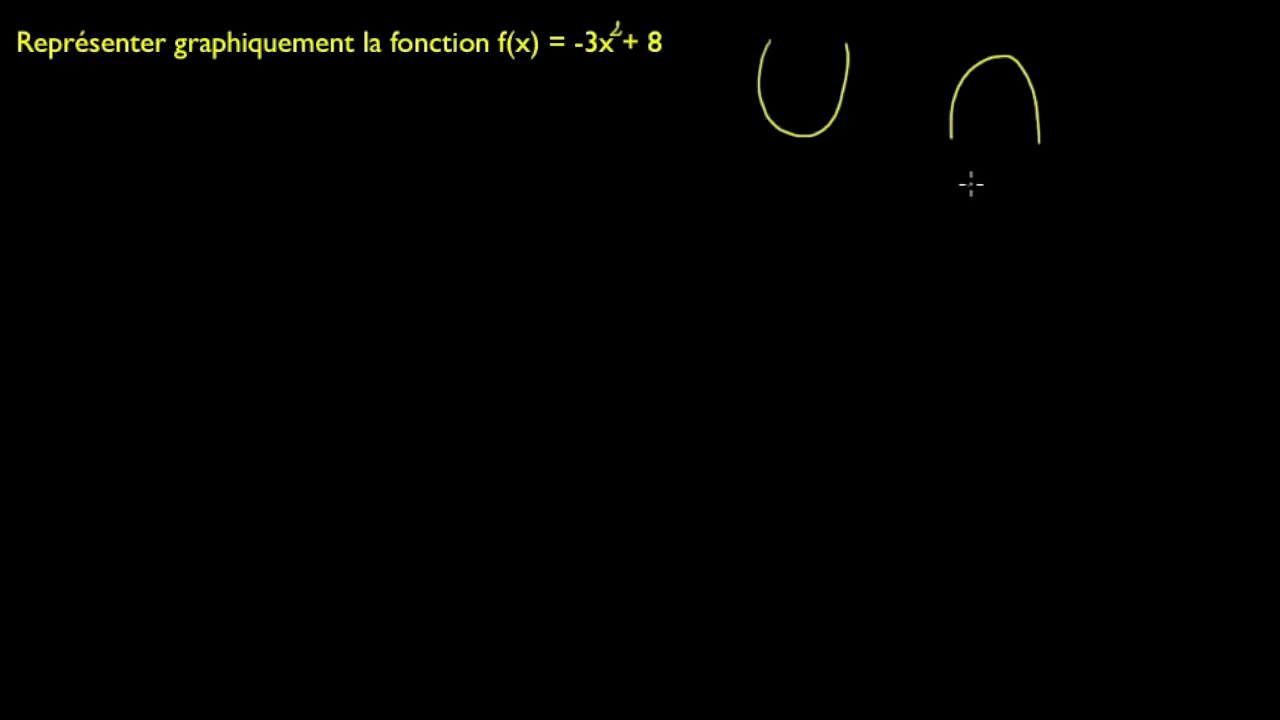 Représenter graphiquement la fonction f(x) = -3x²+ 8